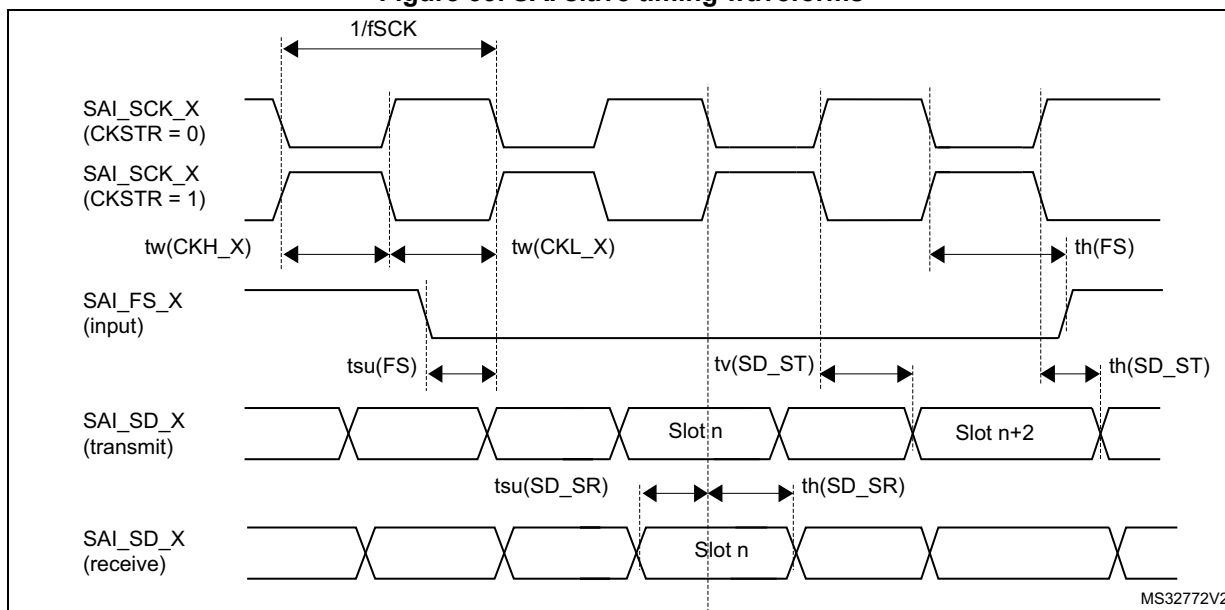 1/fSCK
SAI_SCK_X
(CKSTR = 0)
SAI_SCK_X
(CKSTR = 1)
tw(CKH_X)
tw(CKL_X)
th(FS)
SAI_FS_X
(input)
tsu(FS)
tv(SD_ST)
th(SD_ST)
SAI_SD_X
(transmit)
Slot n
Slot n+2
tsu(SD_SR)
th(SD_SR)
SAI_SD_X
(receive)
Slot n
MS32772V2